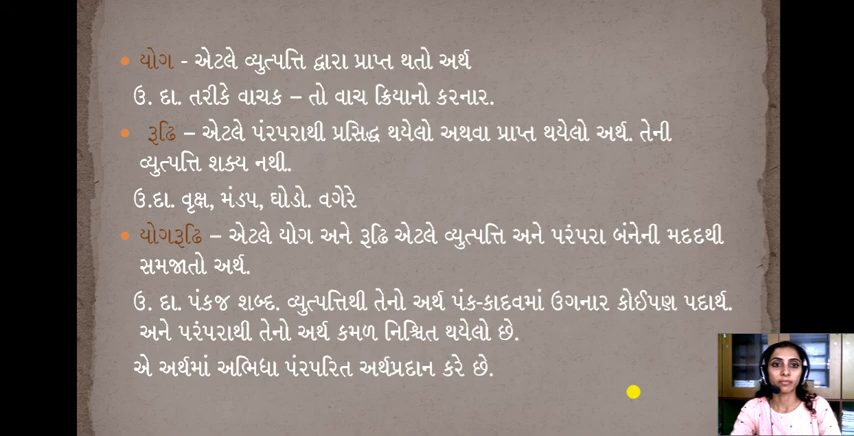 યોગ - એટલે વ્યુત્પત્તિ દ્વારા પ્રાપ્ત થતો અર્થ
ઉ. દા. તરીકે વાચક – તો વાચ ક્રિયાનો કરનાર.
રૂઢિ – એટલે પંરપરાથી પ્રસિદ્ધ થયેલો અથવા પ્રાપ્ત થયેલો અર્થ. તેની
વ્યુત્પત્તિ શક્ય નથી.
ઉ.દા. વૃક્ષ, મંડપ, ઘોડો. વગેરે
યોગરૂઢિ – એટલે યોગ અને રૂઢિ એટલે વ્યુત્પત્તિ અને પરંપરા બંનેની મદદથી
સમજાતો અર્થ.
ઉ. દા. પંકજ શબ્દ. વ્યુત્પત્તિથી તેનો અર્થ પંક-કાદવમાં ઉગનાર કોઈપણ પદાર્થ.
અને પરંપરાથી તેનો અર્થ કમળ નિશ્ચિત થયેલો છે.
એ અર્થમાં અભિધા પંરપરિત અર્થપ્રદાન કરે છે.